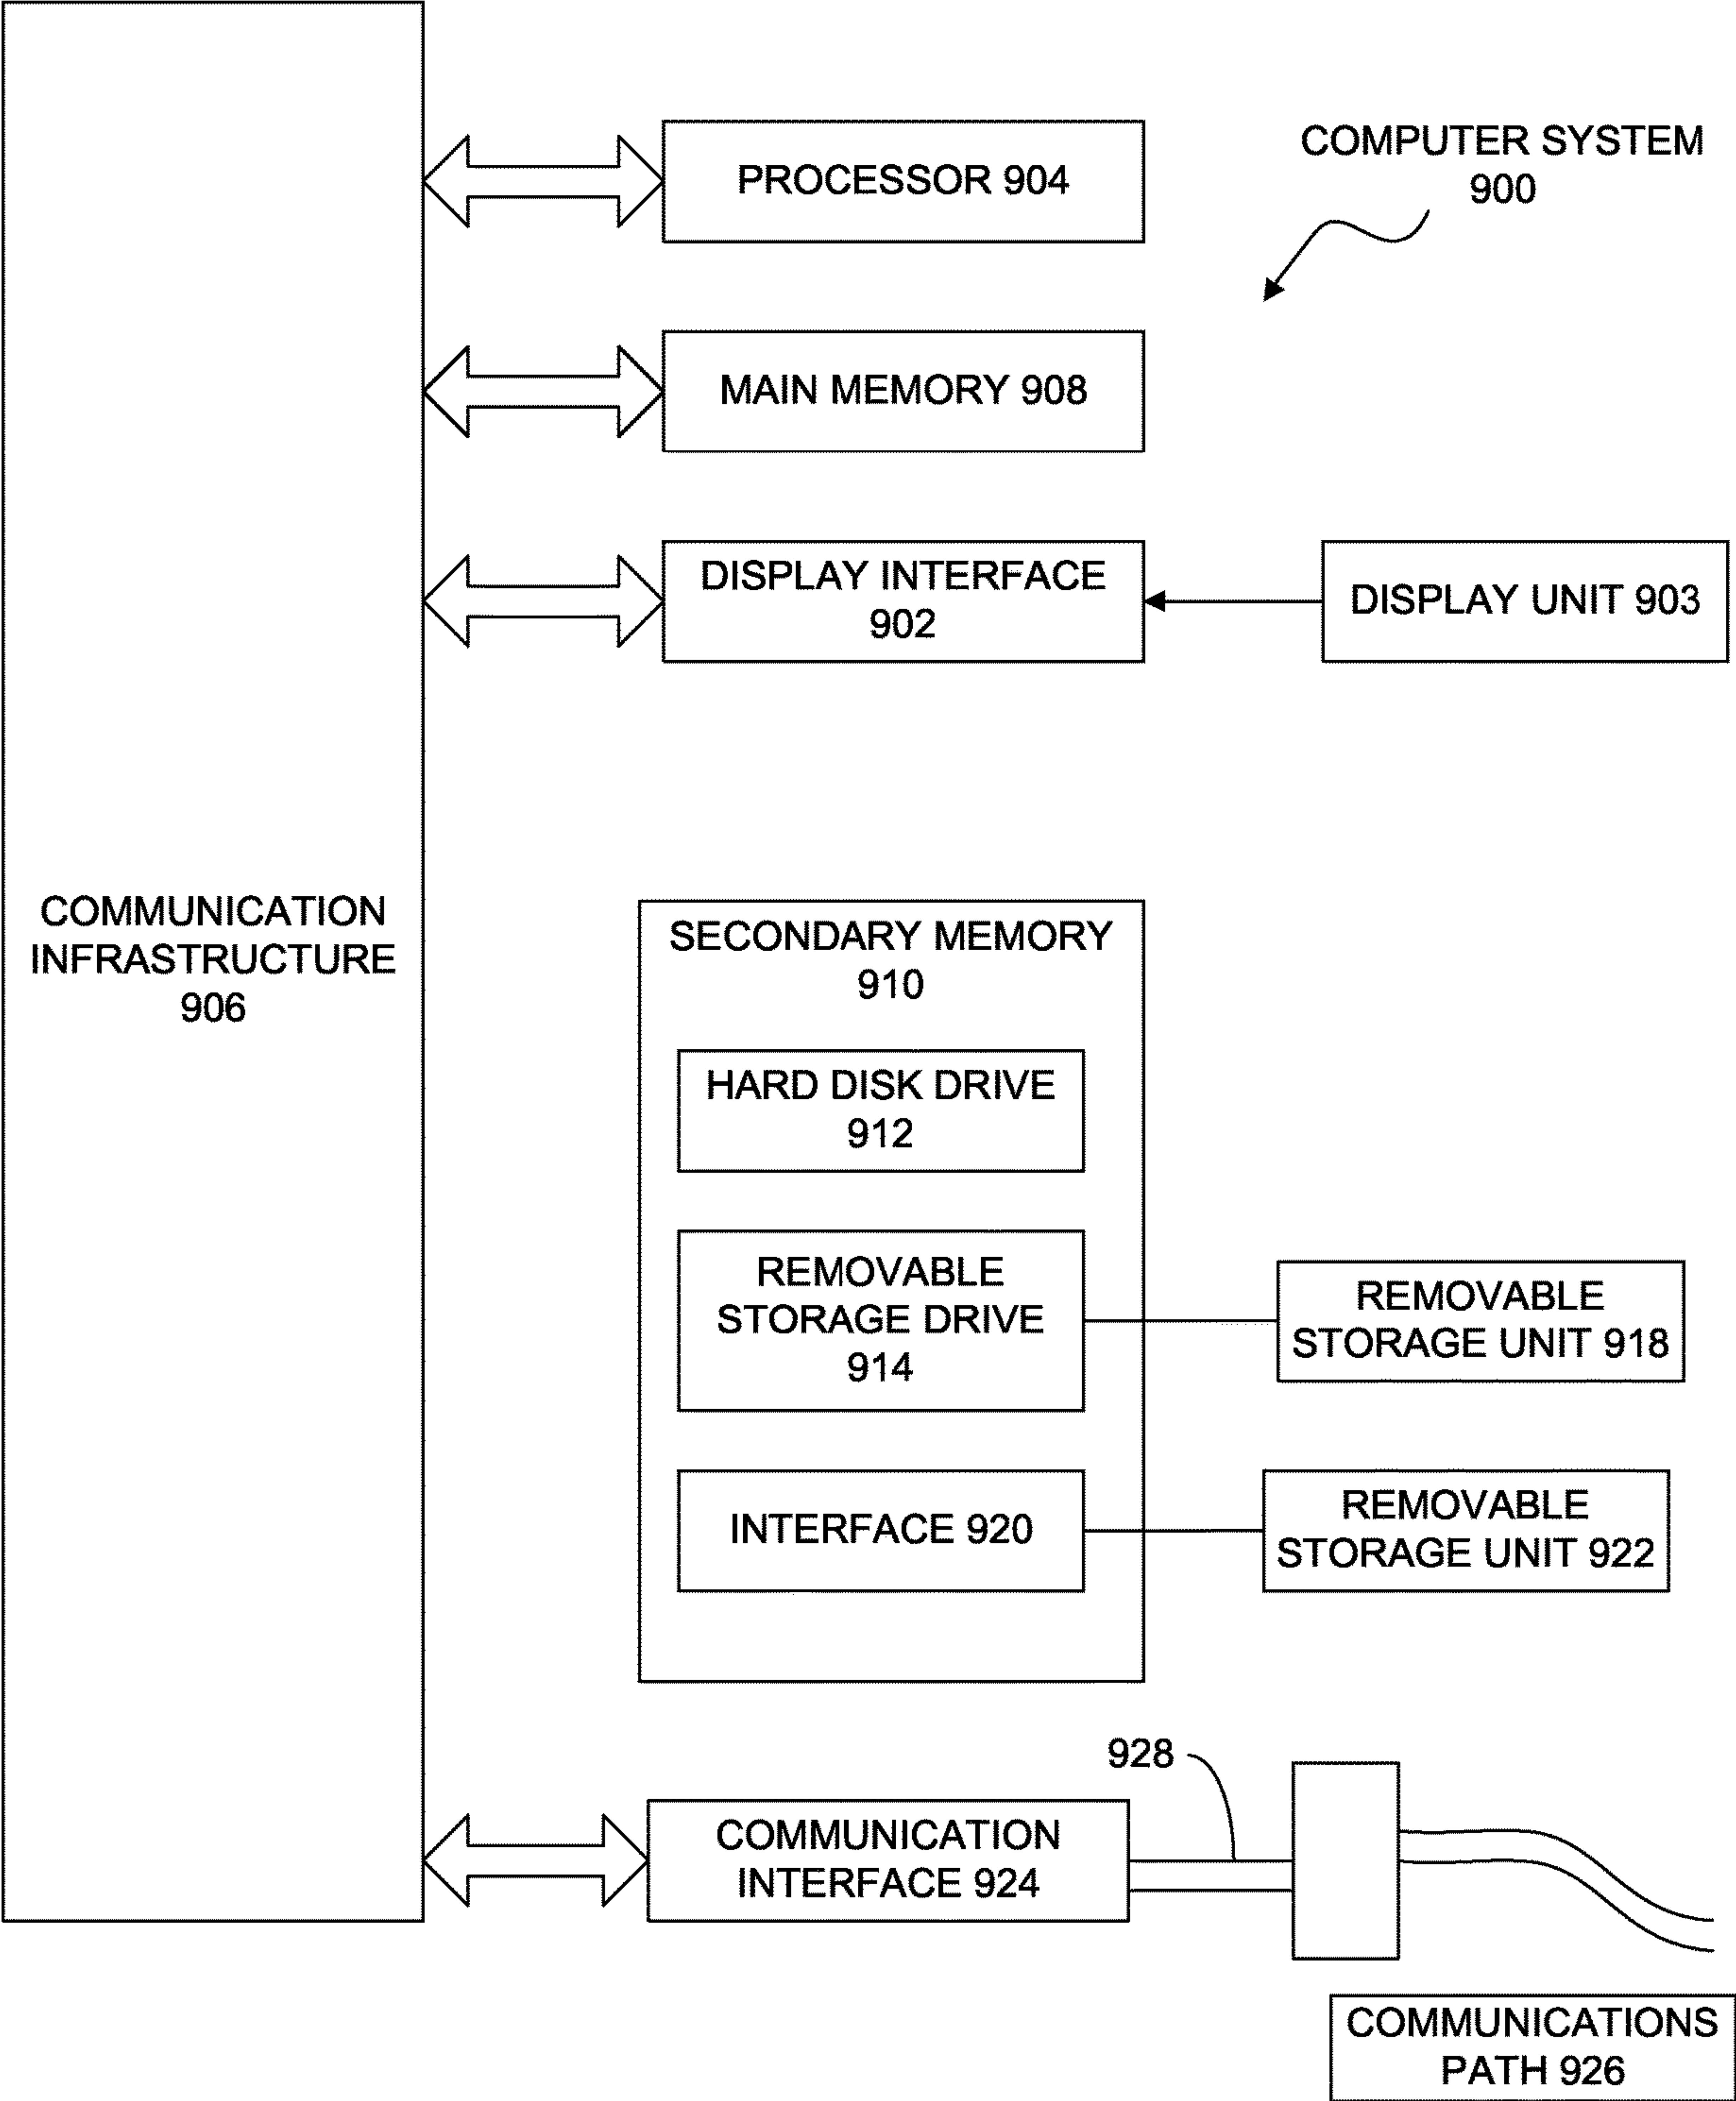 PROCESSOR 904
COMPUTER SYSTEM
900
MAIN MEMORY 908
DISPLAY INTERFACE
902
DISPLAY UNIT 903
COMMUNICATION
INFRASTRUCTURE
906
SECONDARY MEMORY
910
HARD DISK DRIVE
912
REMOVABLE
STORAGE DRIVE
914
REMOVABLE
STORAGE UNIT 918
INTERFACE 920
REMOVABLE
STORAGE UNIT 922
928
COMMUNICATION
INTERFACE 924
COMMUNICATIONS
PATH 926